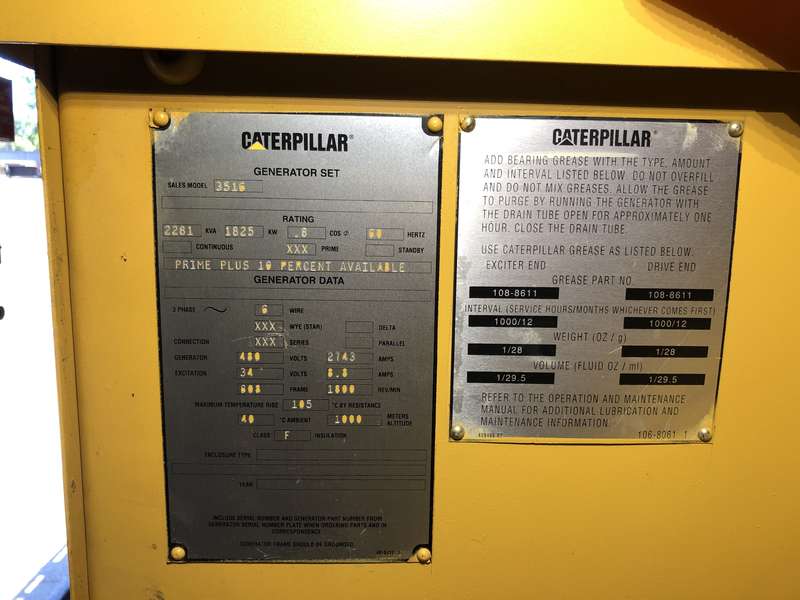 CATERPILLAR®
GENERATOR SET
SALES MODEL 3516
RATING
2281 KVA 1825 KW .8 COS ∅ 60 HERTZ
CONTINUOUS XXX PRIME STANDBY
PRIME PLUS 10 PERCENT AVAILABLE
GENERATOR DATA
3 PHASE 6 WIRE
XXX WYE (STAR) DELTA
CONNECTION XXX SERIES PARALLEL
GENERATOR 480 VOLTS 2743 AMPS
EXCITATION 34 VOLTS 8.8 AMPS
808 FRAME 1800 REV/MIN
MAXIMUM TEMPERATURE RISE 105 °C BY RESISTANCE
40 °C AMBIENT 1000 METERS ALTITUDE
CLASS F INSULATION
ENCLOSURE TYPE
YEAR
INCLUDE SERIAL NUMBER AND GENERATOR PART NUMBER FROM
GENERATOR SERIAL NUMBER PLATE WHEN ORDERING PARTS AND IN
CORRESPONDENCE
GENERATOR FRAME SHOULD BE GROUNDED.
CATERPILLAR®
ADD BEARING GREASE WITH THE TYPE, AMOUNT
AND INTERVAL LISTED BELOW. DO NOT OVERFILL
AND DO NOT MIX GREASES. ALLOW THE GREASE
TO PURGE BY RUNNING THE GENERATOR WITH
THE DRAIN TUBE OPEN FOR APPROXIMATELY ONE
HOUR. CLOSE THE DRAIN TUBE.
USE CATERPILLAR GREASE AS LISTED BELOW.
EXCITER END DRIVE END
GREASE PART NO.
108-8611 108-8611
INTERVAL (SERVICE HOURS/MONTHS WHICHEVER COMES FIRST)
1000/12 1000/12
WEIGHT (OZ / g)
1/28 1/28
VOLUME (FLUID OZ / ml)
1/29.5 1/29.5
REFER TO THE OPERATION AND MAINTENANCE
MANUAL FOR ADDITIONAL LUBRICATION AND
MAINTENANCE INFORMATION.
106-8061 1